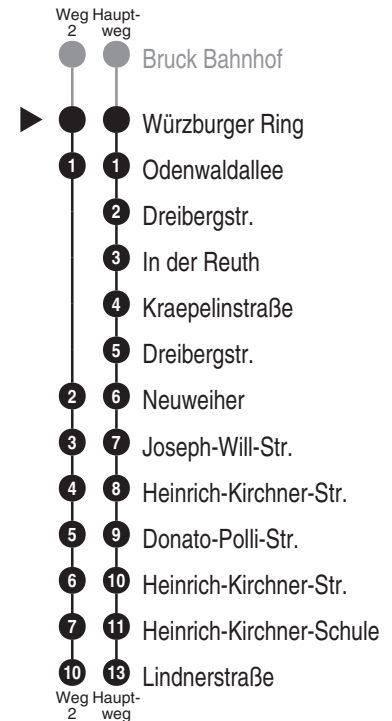 Weg Haupt-
2 weg
Bruck Bahnhof
Würzburger Ring
1 1 Odenwaldallee
2 Dreibergstr.
3 In der Reuth
4 Kraepelinstraße
5 Dreibergstr.
2 6 Neuweiher
3 7 Joseph-Will-Str.
4 8 Heinrich-Kirchner-Str.
5 9 Donato-Polli-Str.
6 10 Heinrich-Kirchner-Str.
7 11 Heinrich-Kirchner-Schule
10 13 Lindnerstraße
Weg Haupt-
2 weg